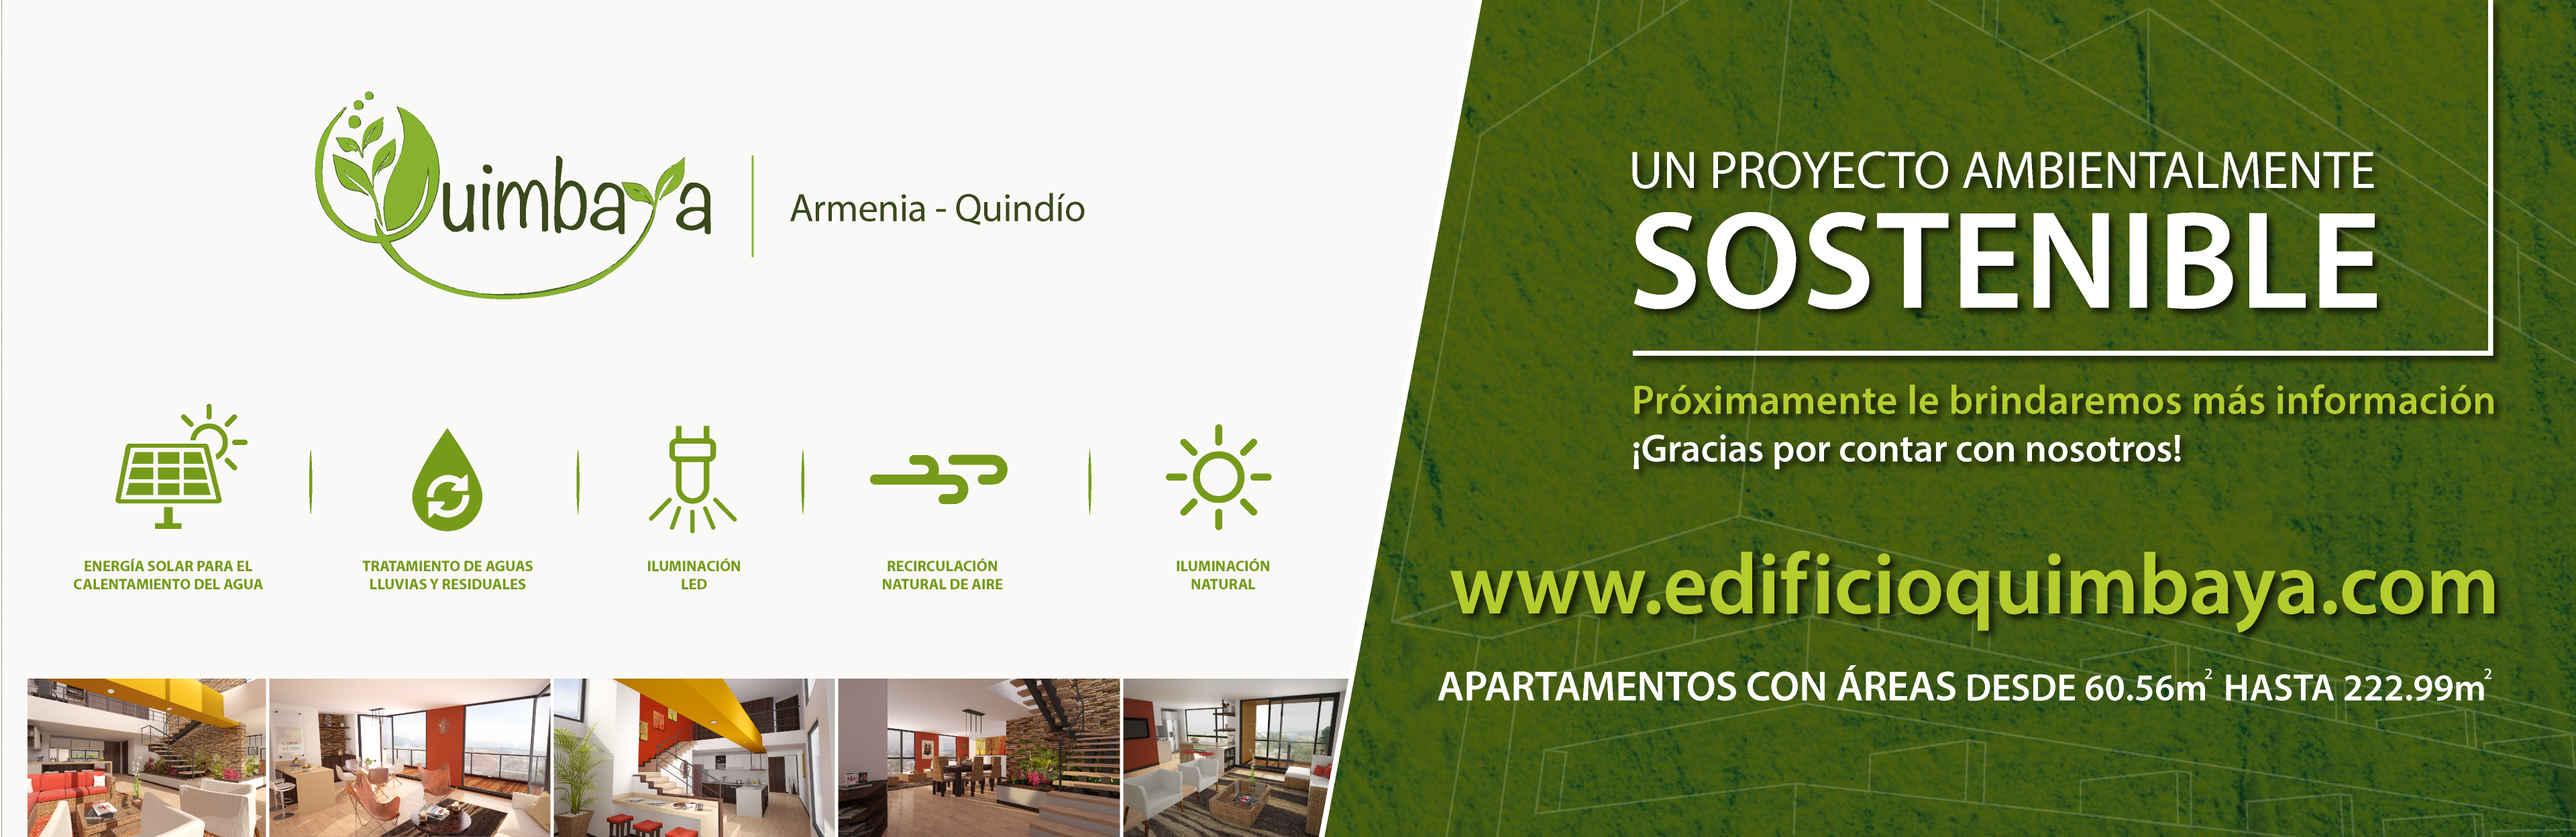 Quimbaya
Armenia - Quindío
ENERGÍA SOLAR PARA EL
CALENTAMIENTO DEL AGUA
TRATAMIENTO DE AGUAS
LLUVIAS Y RESIDUALES
ILUMINACIÓN
LED
RECIRCULACIÓN
NATURAL DE AIRE
ILUMINACIÓN
NATURAL
UN PROYECTO AMBIENTALMENTE
SOSTENIBLE
Próximamente le brindaremos más información
¡Gracias por contar con nosotros!
www.edificioquimbaya.com
APARTAMENTOS CON ÁREAS DESDE 60.56m² HASTA 222.99m²